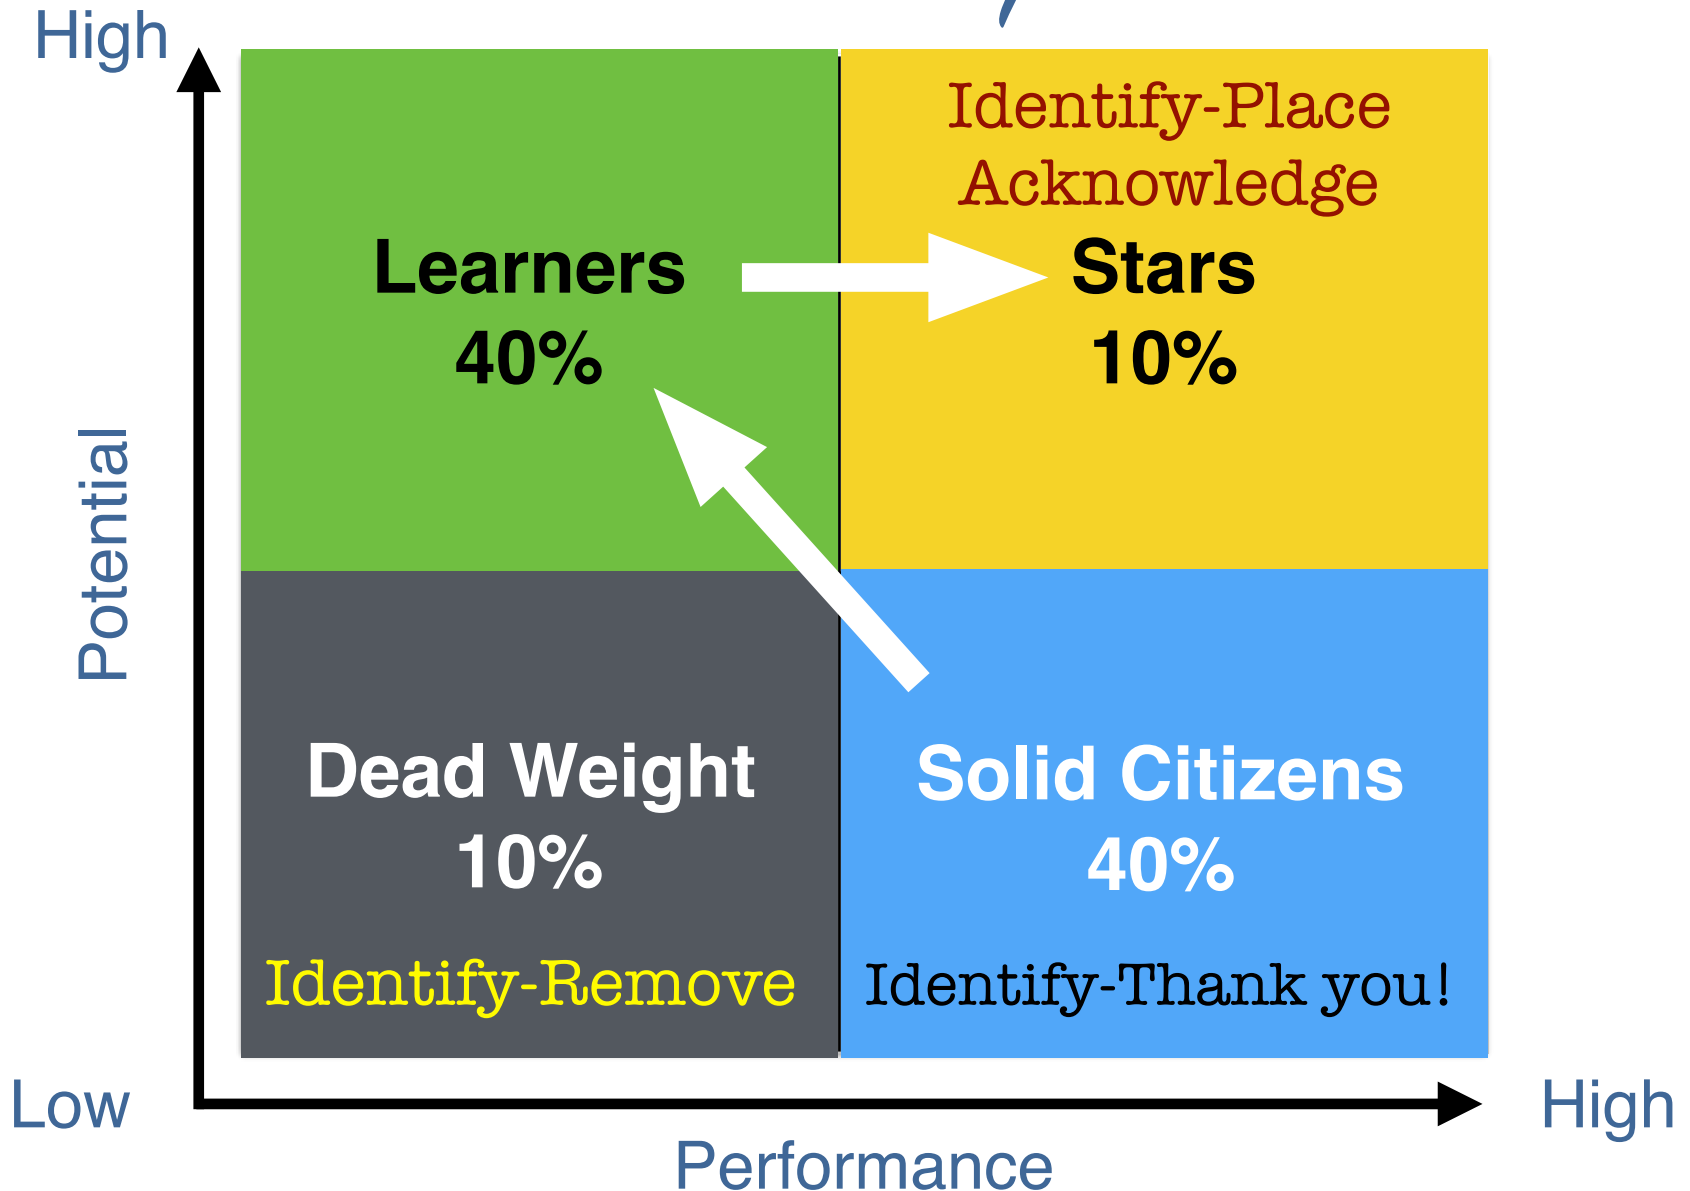 High
Identify-Place
Acknowledge
Learners
40%
Stars
10%
Potential
Dead Weight
10%
Identify-Remove
Solid Citizens
40%
Identify-Thank you!
Low
High
Performance